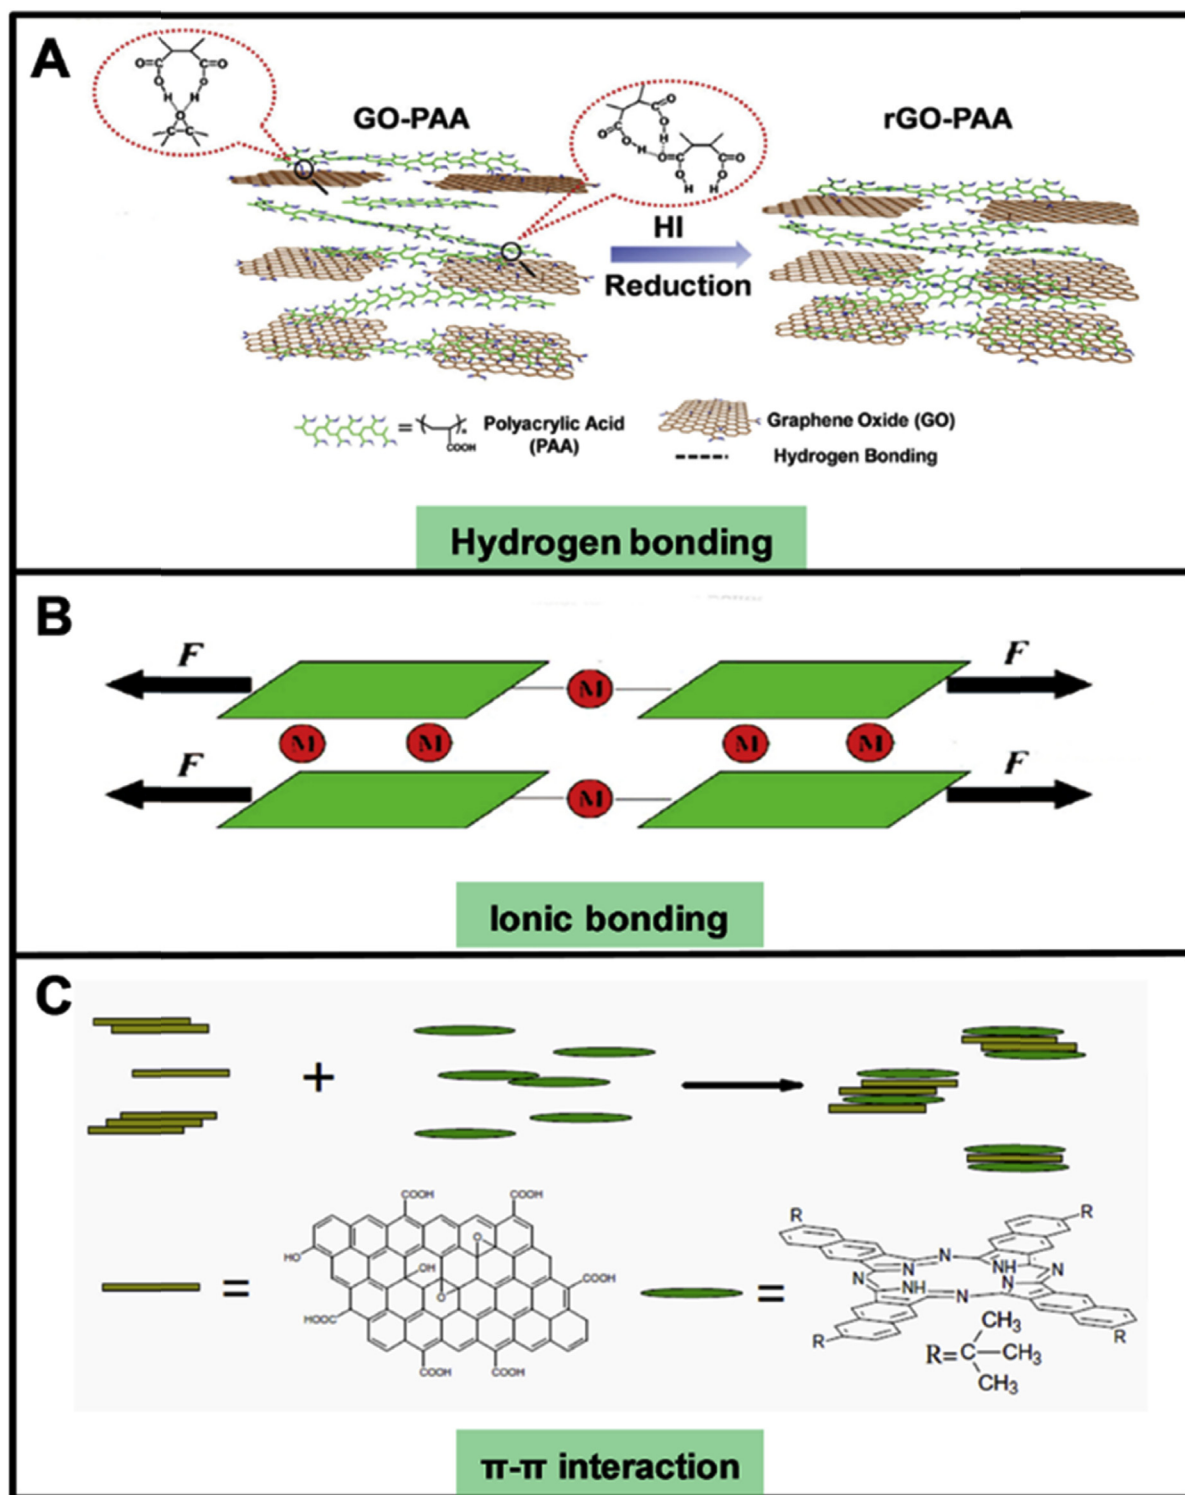 A
O=C
C=O
O
O
H
H
O
C
C
GO-PAA
C
O
O
O
C
H
O
H
O=C
C=O
O
O
H
H
rGO-PAA
HI
Reduction
= ( )n
COOH
Polyacrylic Acid
(PAA)
Graphene Oxide (GO)
Hydrogen Bonding
Hydrogen bonding
B
F
M
F
M
M
M
M
F
M
F
Ionic bonding
C
+
COOH
COOH
HO
O
OH
O
COOH
HOOC
COOH
COOH
=
=
R
R
N
N
NH
N
N
NH
N
N
R
R
CH3
R=C—CH3
CH3
π-π interaction